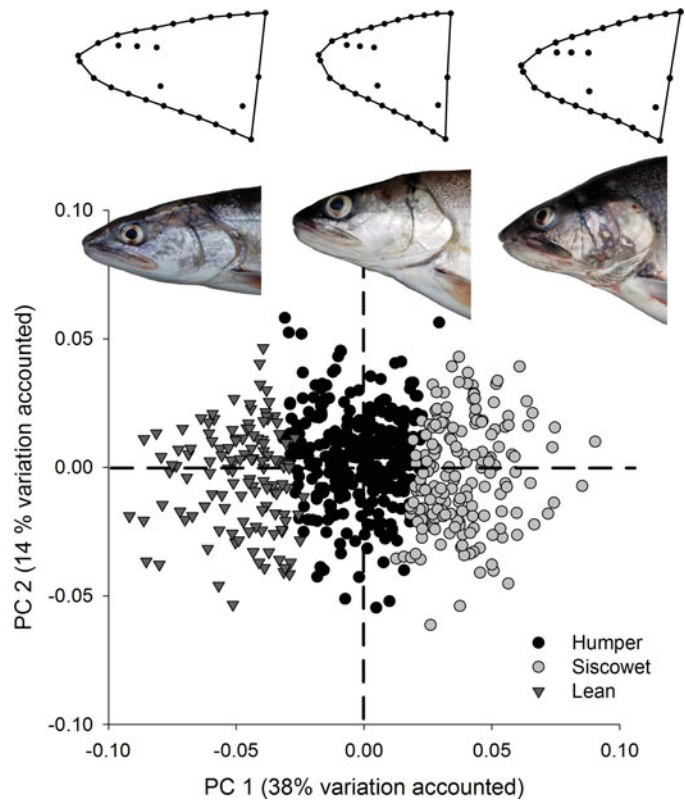 0.10
0.05
0.00
-0.05
-0.10
PC 2 (14 % variation accounted)
Humper
Siscowet
Lean
-0.10 -0.05 0.00 0.05 0.10
PC 1 (38% variation accounted)